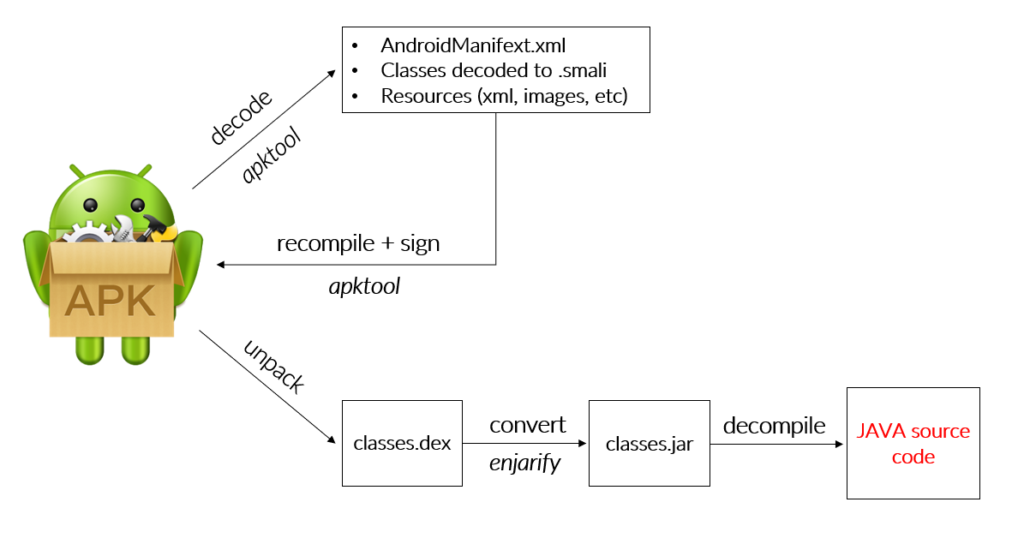 • AndroidManifext.xml
• Classes decoded to .smali
• Resources (xml, images, etc)
decode
apktool
recompile + sign
apktool
APK
unpack
classes.dex
convert
enjarify
classes.jar
decompile
JAVA source
code